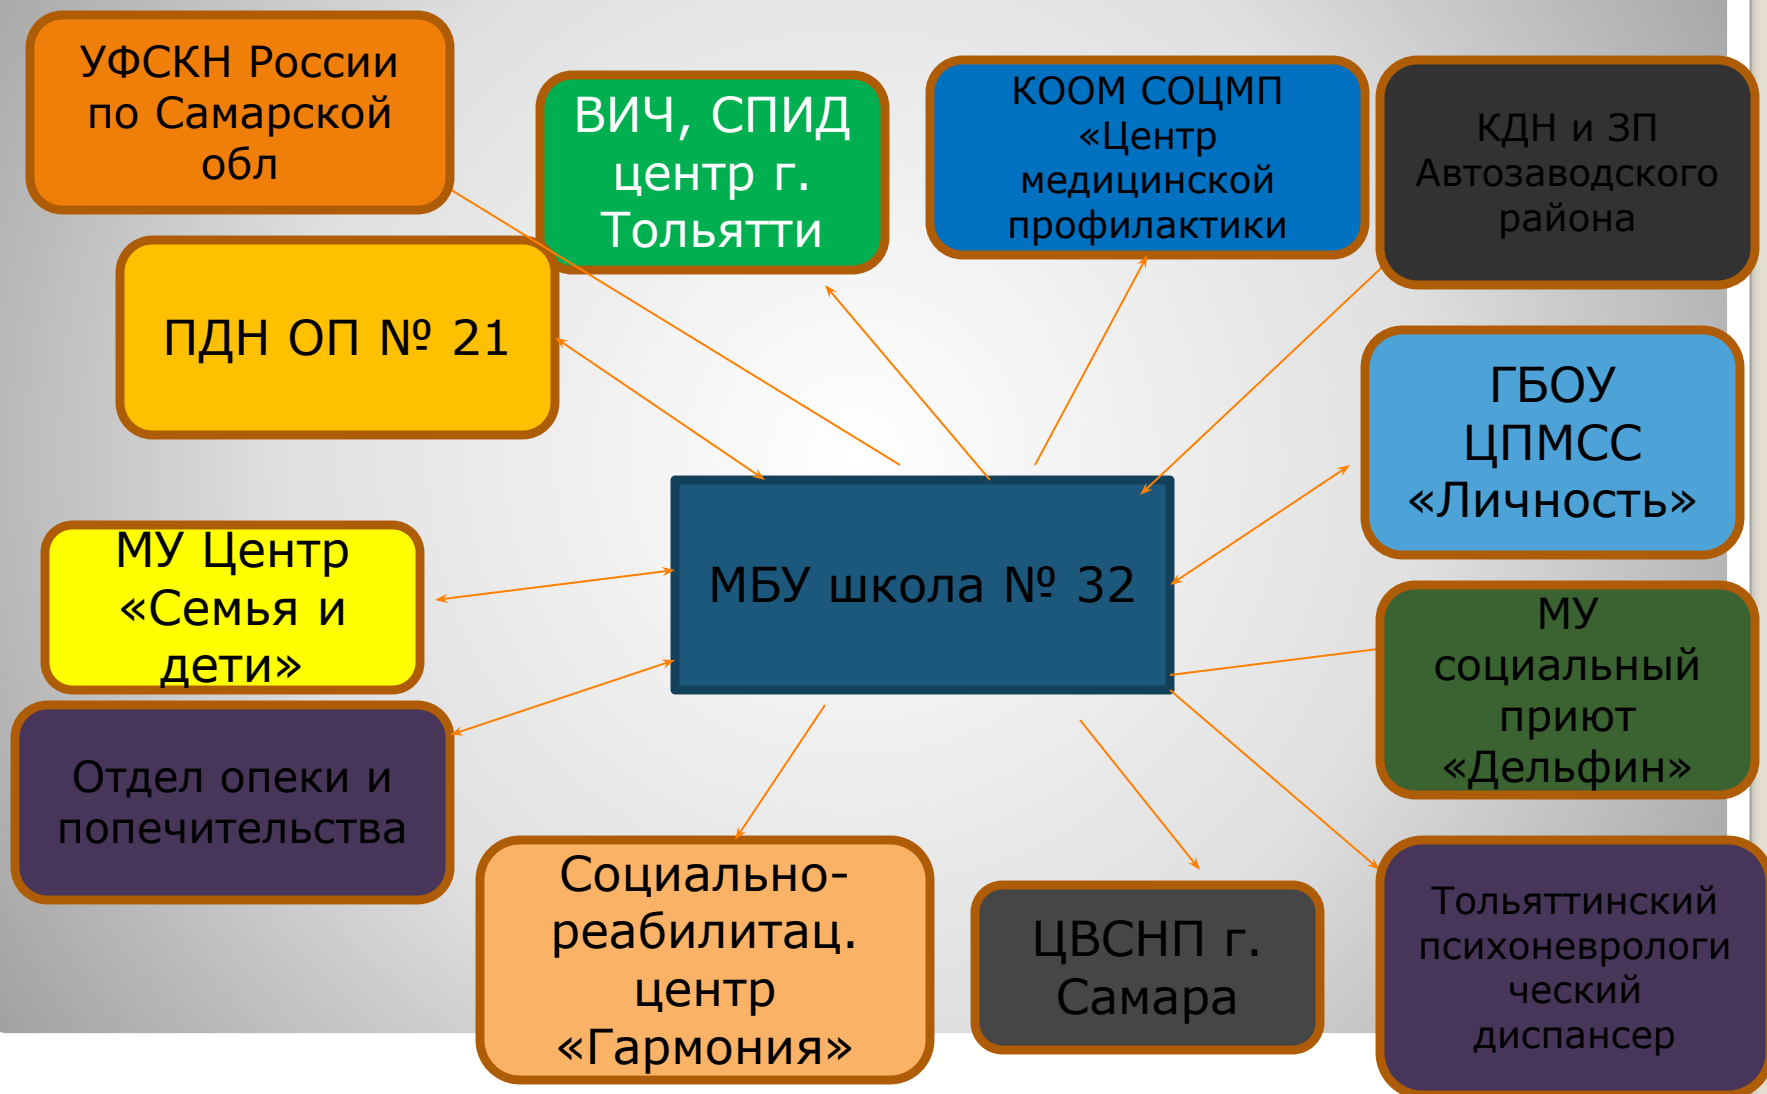 УФСКН России
по Самарской
обл
ВИЧ, СПИД
центр г.
Тольятти
КООМ СОЦМП
«Центр
медицинской
профилактики
КДН и ЗП
Автозаводского
района
ПДН ОП № 21
ГБОУ
ЦПМСС
«Личность»
МУ Центр
«Семья и
дети»
МБУ школа № 32
МУ
социальный
приют
«Дельфин»
Отдел опеки и
попечительства
Социально-
реабилитац.
центр
«Гармония»
ЦВСНП г.
Самара
Тольяттинский
психоневрологи
ческий
диспансер